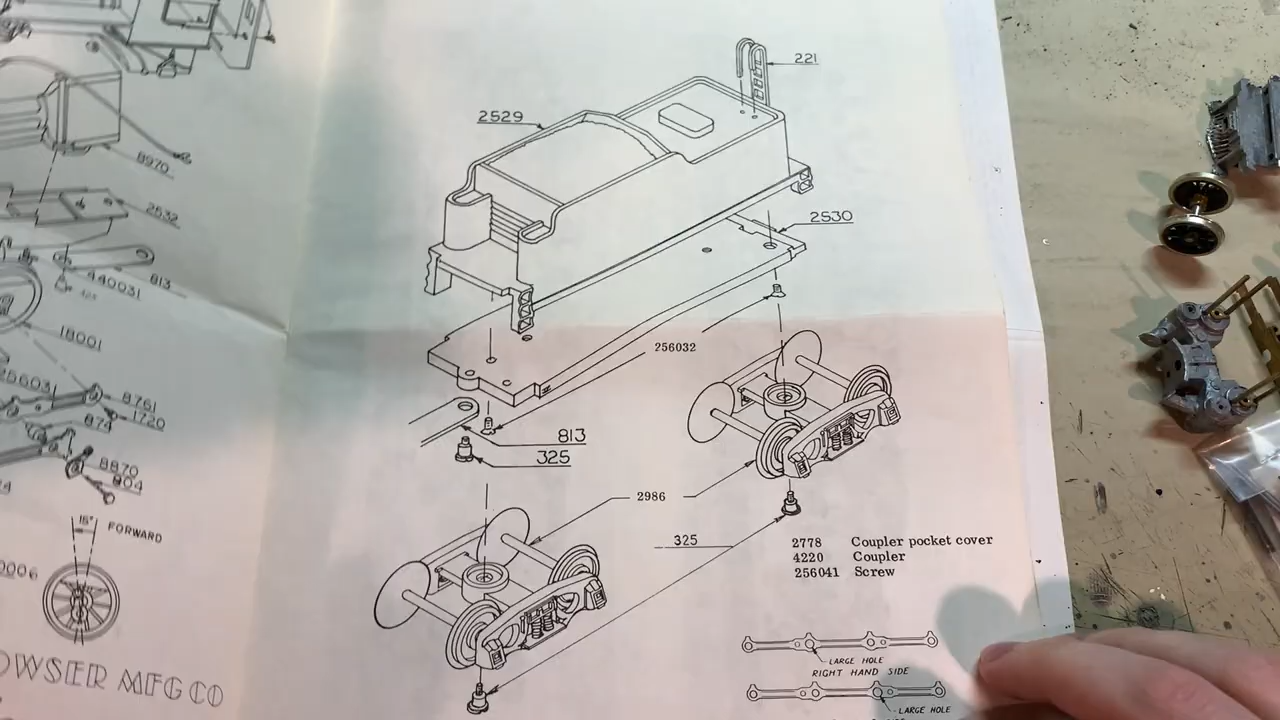 221
2529
8970
2532
2530
813
440031
18001
256032
8761
1720
874
813
325
8870
804
2986
15°
FORWARD
325
2778 Coupler pocket cover
4220 Coupler
256041 Screw
LARGE HOLE
RIGHT HAND SIDE
LARGE HOLE
OWSER MFG CO